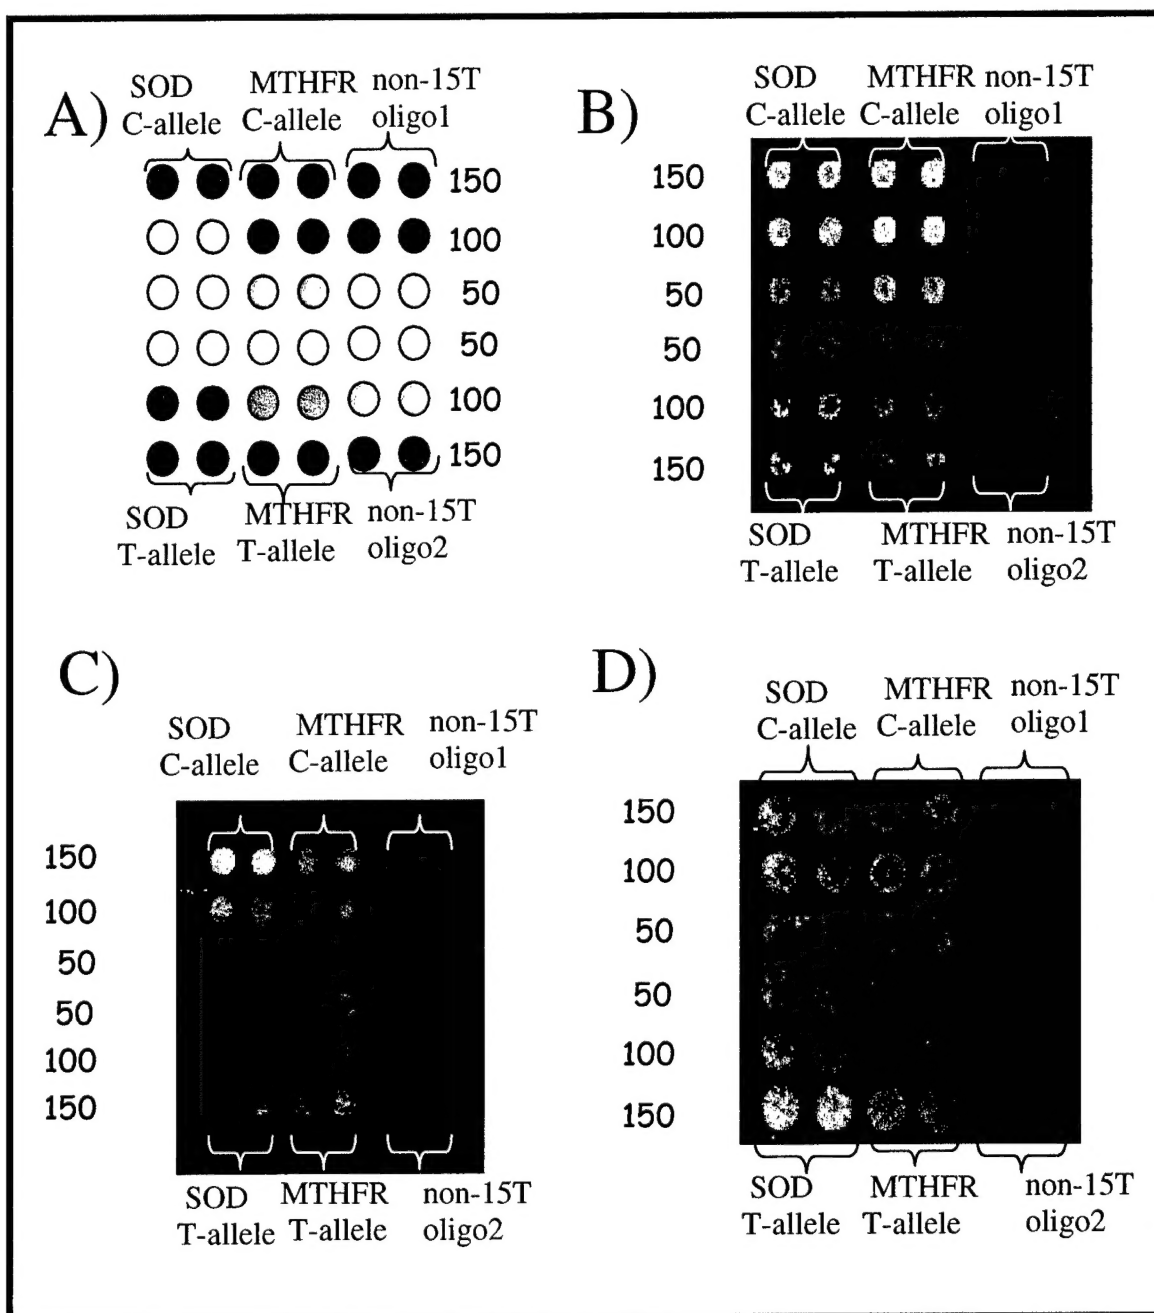 A)
SOD
C-allele
MTHFR
C-allele
non-15T
oligo1
150
100
50
50
100
150
SOD
T-allele
MTHFR
T-allele
non-15T
oligo2
B)
SOD
C-allele
MTHFR
C-allele
non-15T
oligo1
150
100
50
50
100
150
SOD
T-allele
MTHFR
T-allele
non-15T
oligo2
C)
SOD
C-allele
MTHFR
C-allele
non-15T
oligo1
150
100
50
50
100
150
SOD
T-allele
MTHFR
T-allele
non-15T
oligo2
D)
SOD
C-allele
MTHFR
C-allele
non-15T
oligo1
150
100
50
50
100
150
SOD
T-allele
MTHFR
T-allele
non-15T
oligo2